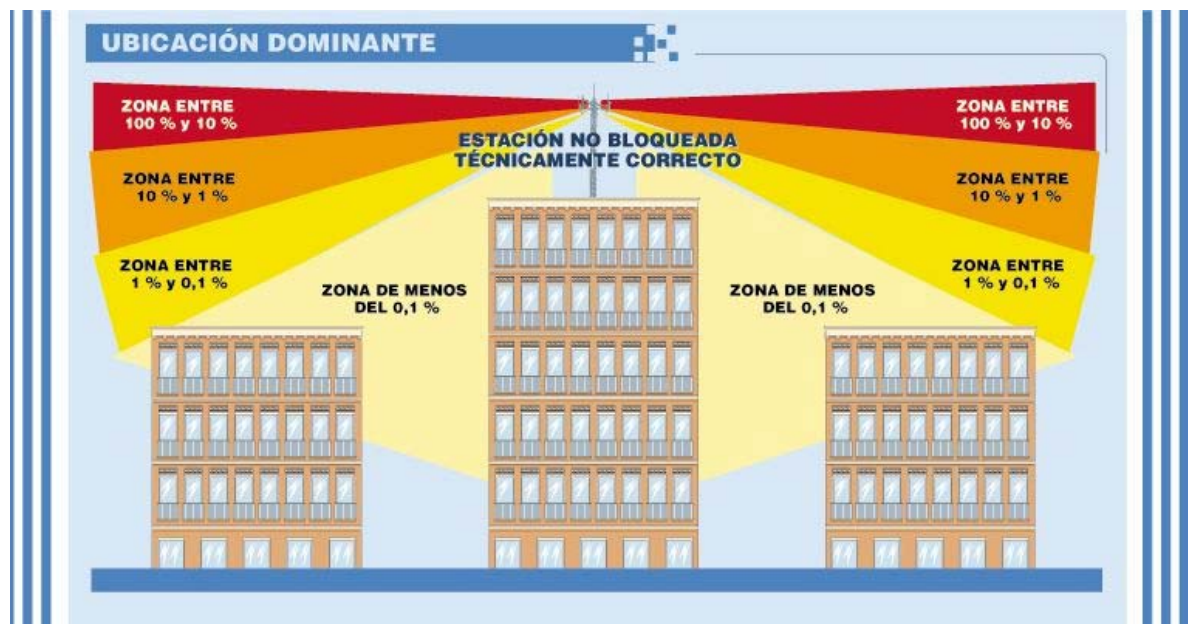 UBICACIÓN DOMINANTE
ZONA ENTRE
100 % y 10 %
ZONA ENTRE
100 % y 10 %
ESTACIÓN NO BLOQUEADA
TÉCNICAMENTE CORRECTO
ZONA ENTRE
10 % y 1 %
ZONA ENTRE
10 % y 1 %
ZONA ENTRE
1 % y 0,1 %
ZONA ENTRE
1 % y 0,1 %
ZONA DE MENOS
DEL 0,1 %
ZONA DE MENOS
DEL 0,1 %